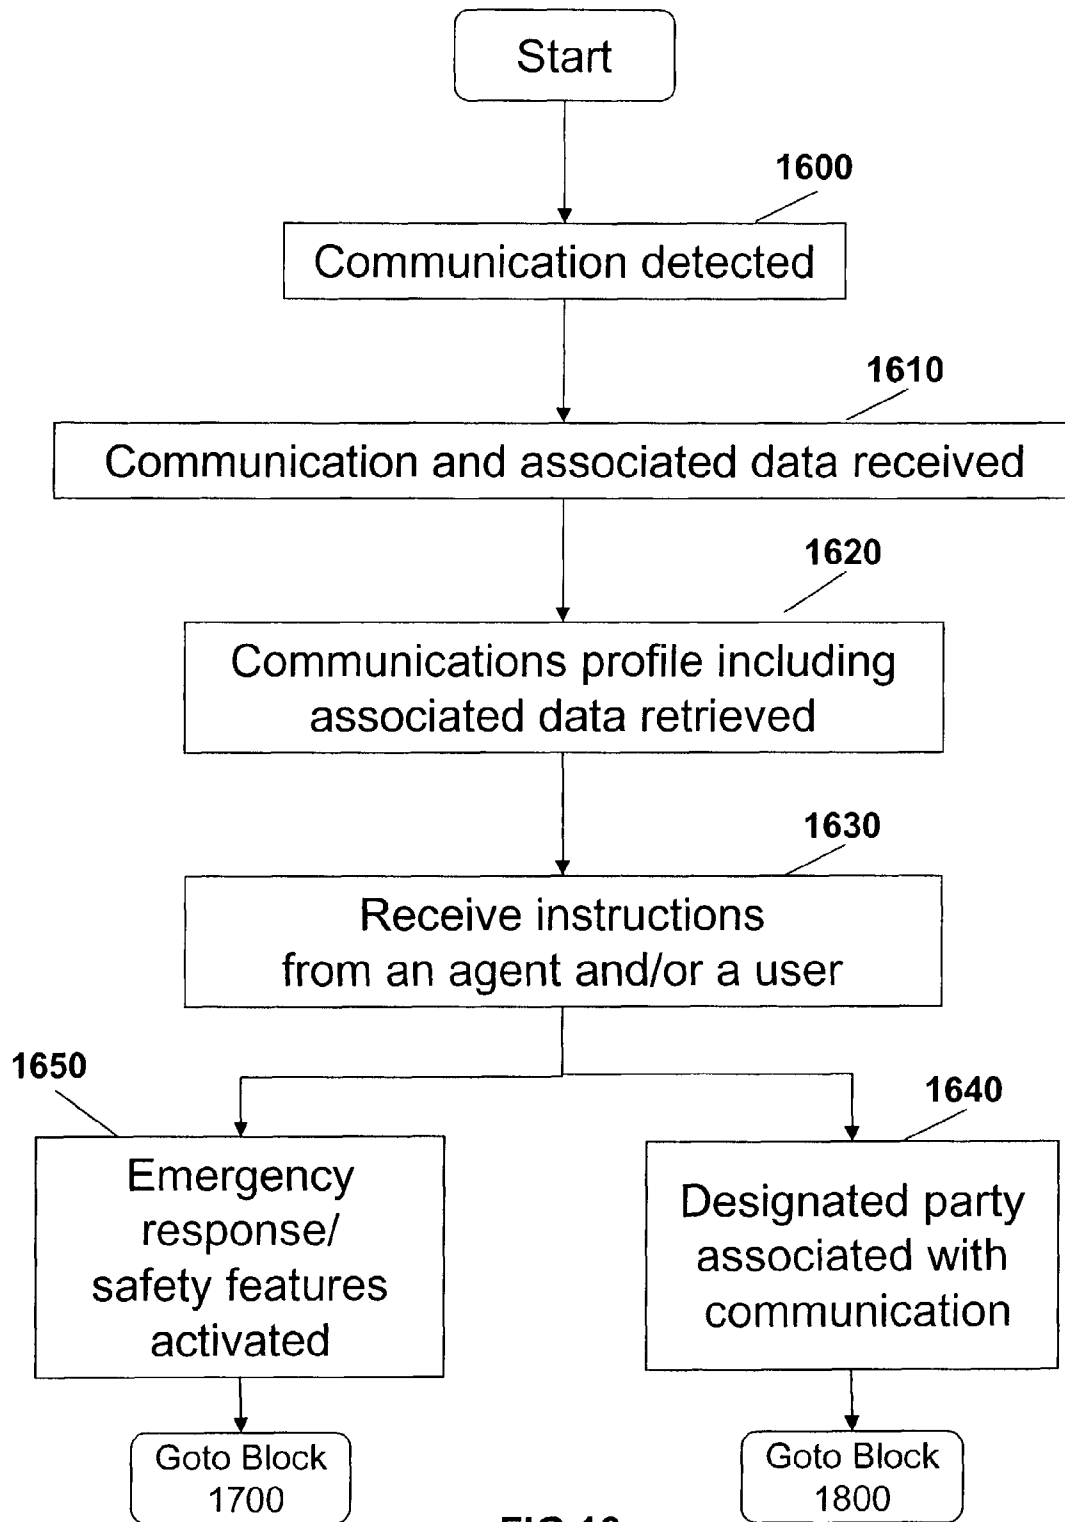 Start
1600
Communication detected
1610
Communication and associated data received
1620
Communications profile including
associated data retrieved
1630
Receive instructions
from an agent and/or a user
1650
Emergency
response/
safety features
activated
1640
Designated party
associated with
communication
Goto Block
1700
Goto Block
1800